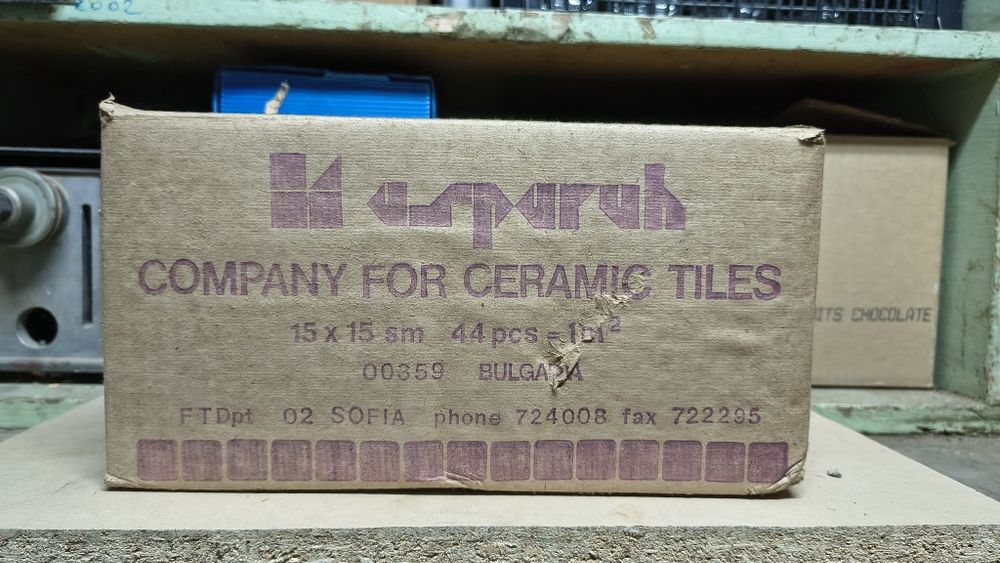 2002
asparuh
COMPANY FOR CERAMIC TILES
15 x 15 sm 44 pcs = 1m²
00359 BULGARIA
FTDpt 02 SOFIA phone 724008 fax 722295
ITS CHOCOLATE